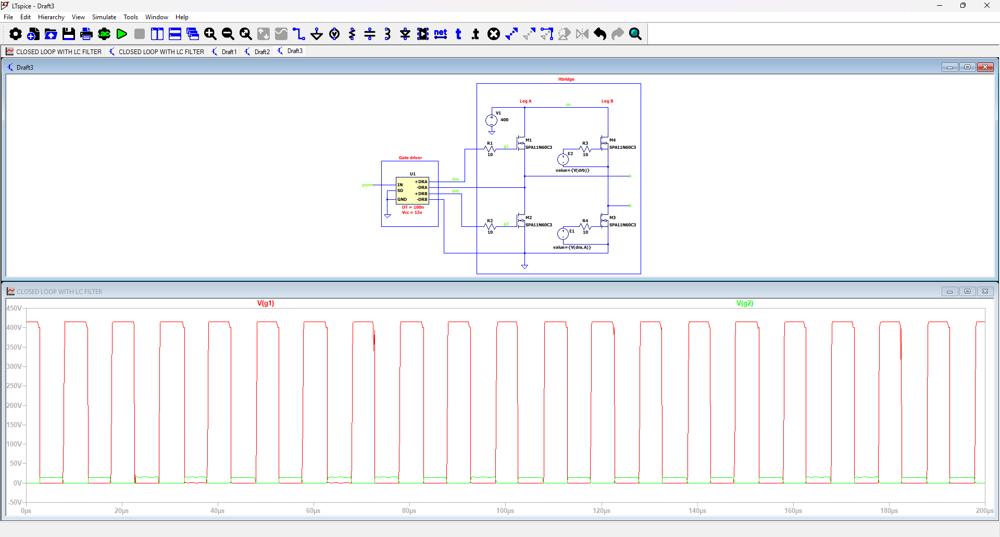 LTspice - Draft3
File Edit Hierarchy View Simulate Tools Window Help
.ac net t .t
CLOSED LOOP WITH LC FILTER CLOSED LOOP WITH LC FILTER Draft1 Draft2 Draft3
Draft3
Hbridge
Leg A Leg B
dc
V1
400
M1
SPA11N60C3
R1
10
g1
R3
10
M4
SPA11N60C3
E2
value={V(drb)}
Gate driver
U1
pwm
IN
SD
GND
+DRA
-DRA
+DRB
-DRB
dra
drb
DT = 100n
Vcc = 15v
A
B
R2
10
g2
M2
SPA11N60C3
R4
10
M3
SPA11N60C3
E1
value={V(dra,A)}
CLOSED LOOP WITH LC FILTER
V(g1) V(g2)
450V
400V
350V
300V
250V
200V
150V
100V
50V
0V
-50V
0µs 20µs 40µs 60µs 80µs 100µs 120µs 140µs 160µs 180µs 200µs